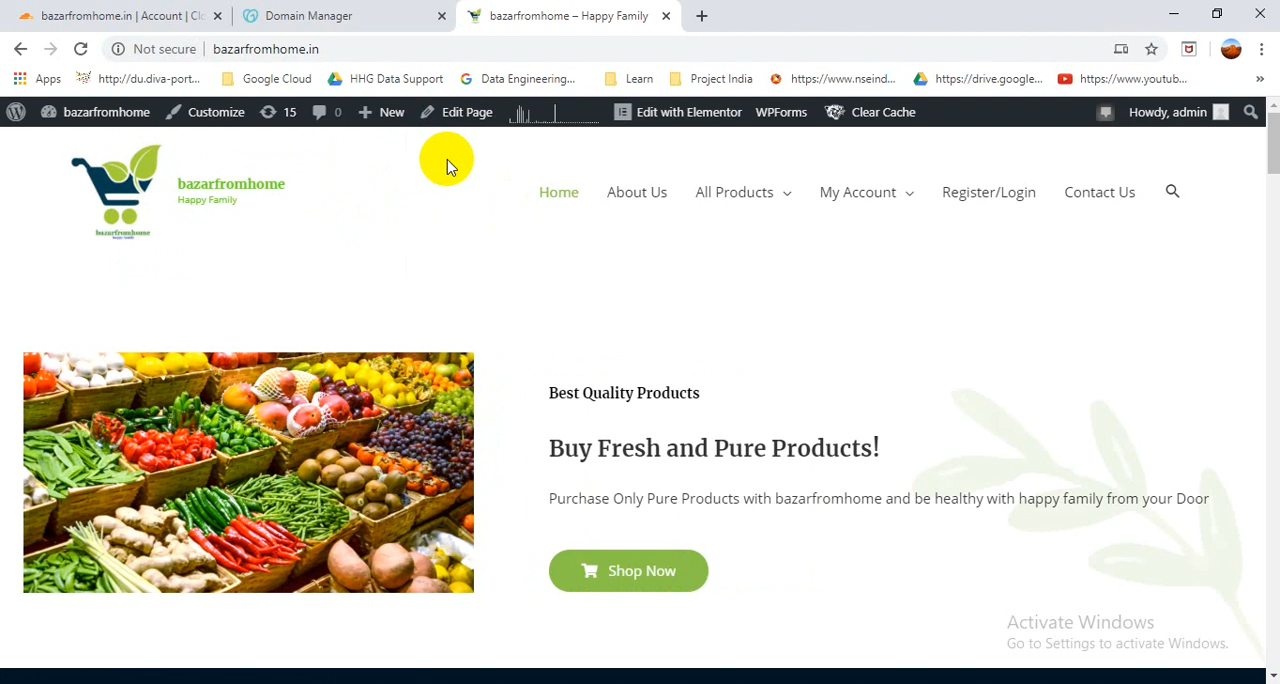 bazarfromhome.in | Account | Clo
Domain Manager
bazarfromhome – Happy Family
Not secure | bazarfromhome.in
Apps
http://du.diva-port...
Google Cloud
HHG Data Support
Data Engineering...
Learn
Project India
https://www.nseind...
https://drive.google...
https://www.youtub...
»
bazarfromhome
Customize
15
0
New
Edit Page
Edit with Elementor
WPForms
Clear Cache
Howdy, admin
bazarfromhome
Happy Family
bazarfromhome
Home
About Us
All Products
My Account
Register/Login
Contact Us
Best Quality Products
Buy Fresh and Pure Products!
Purchase Only Pure Products with bazarfromhome and be healthy with happy family from your Door
Shop Now
Activate Windows
Go to Settings to activate Windows.